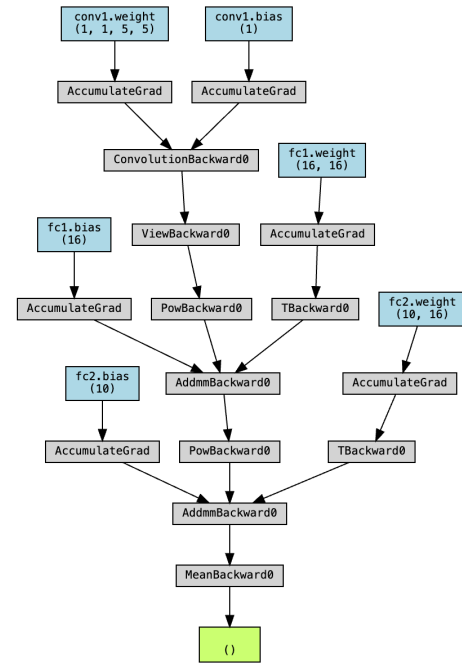 conv1.weight
(1, 1, 5, 5)
conv1.bias
(1)
AccumulateGrad
AccumulateGrad
ConvolutionBackward0
fc1.weight
(16, 16)
fc1.bias
(16)
ViewBackward0
AccumulateGrad
AccumulateGrad
PowBackward0
TBackward0
fc2.weight
(10, 16)
fc2.bias
(10)
AddmmBackward0
AccumulateGrad
AccumulateGrad
PowBackward0
TBackward0
AddmmBackward0
MeanBackward0
()